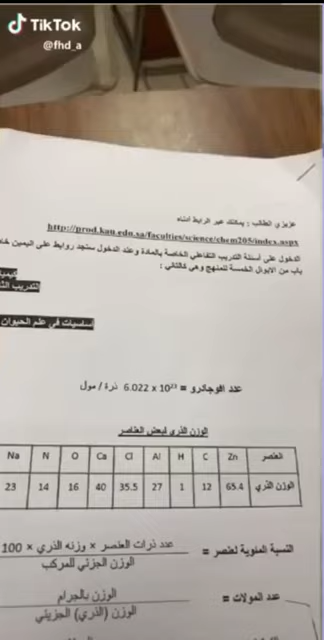 TikTok
@fhd_a
عزيزي الطالب : يمكنك عبر الرابط أدناه
http://prod.kau.edu.sa/faculties/science/chem205/index.aspx
الدخول على أسئلة التدريب التفاعلي الخاصة بالمادة وعند الدخول ستجد روابط على اليمين
باب من الابواب الخمسة للمنهج وهي كالتالي :
التدريب
أساسيات في علم الحيوان
عدد افوجادرو = 6.022 x 10²³ ذرة / مول
الوزن الذري لبعض العناصر
العنصر Zn C H Al Cl Ca O N Na
الوزن الذري 65.4 12 1 27 35.5 40 16 14 23
النسبة المئوية لعنصر = عدد ذرات العنصر × وزنه الذري × 100
الوزن الجزئي للمركب
عدد المولات = الوزن بالجرام
الوزن (الذري) الجزيئي